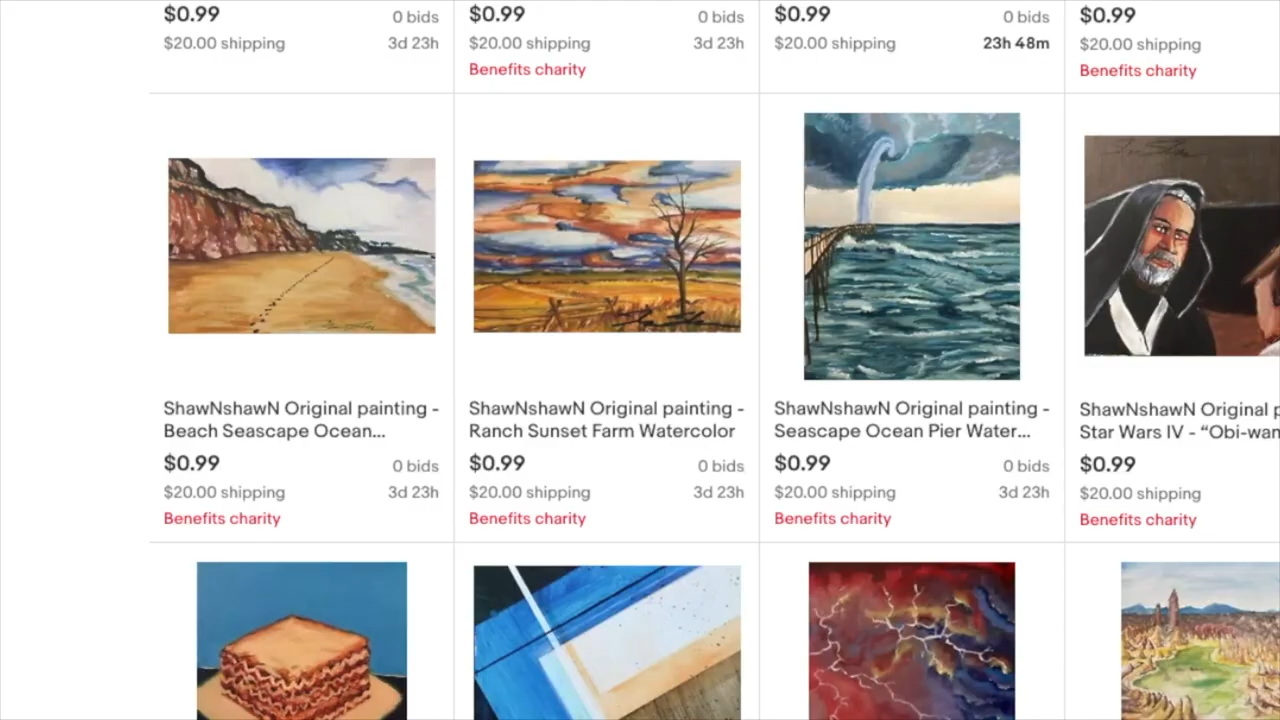 $0.99 0 bids
$20.00 shipping 3d 23h
$0.99 0 bids
$20.00 shipping 3d 23h
Benefits charity
$0.99 0 bids
$20.00 shipping 23h 48m
$0.99
$20.00 shipping
Benefits charity
ShawNshawN Original painting -
Beach Seascape Ocean...
$0.99 0 bids
$20.00 shipping 3d 23h
Benefits charity
ShawNshawN Original painting -
Ranch Sunset Farm Watercolor
$0.99 0 bids
$20.00 shipping 3d 23h
Benefits charity
ShawNshawN Original painting -
Seascape Ocean Pier Water...
$0.99 0 bids
$20.00 shipping 3d 23h
Benefits charity
ShawNshawN Original p
Star Wars IV - “Obi-wan
$0.99
$20.00 shipping
Benefits charity